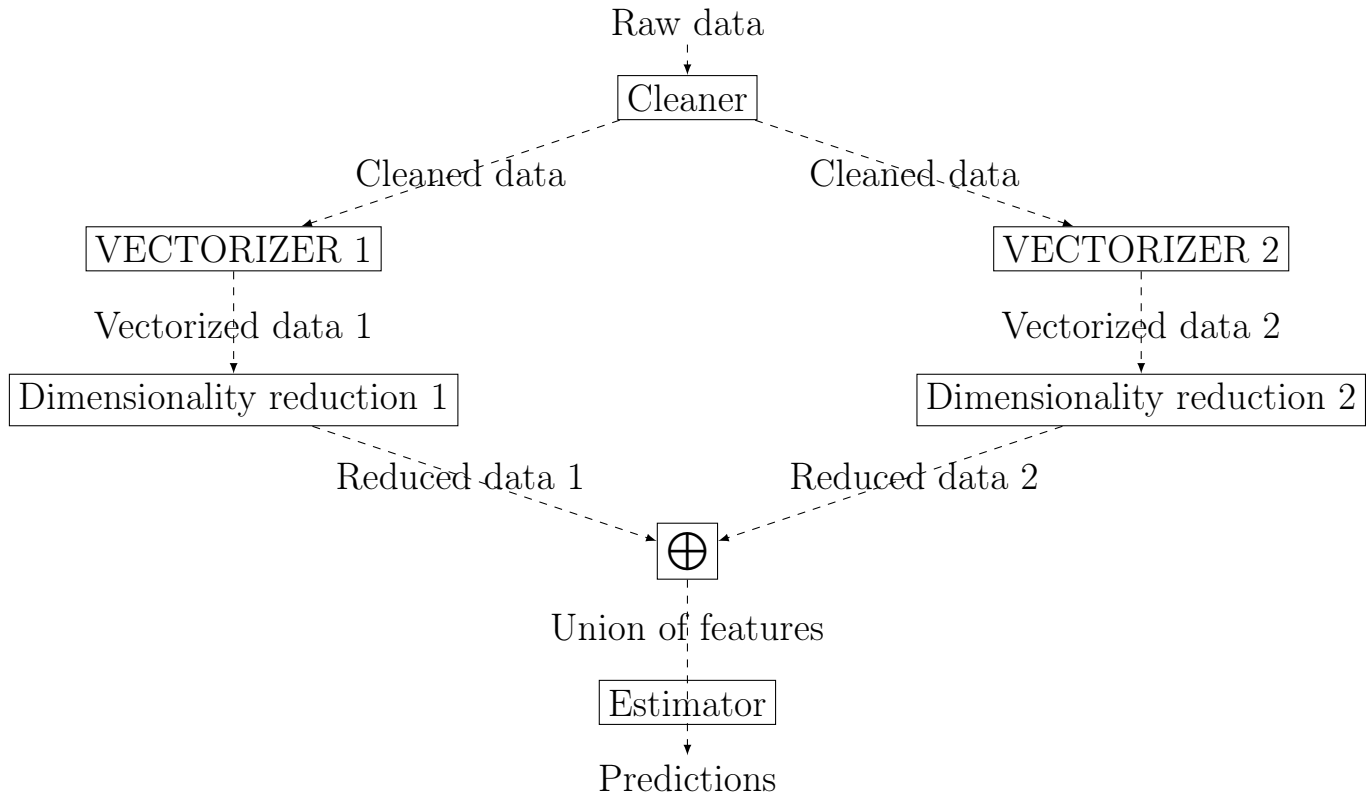 Raw data
Cleaner
Cleaned data
Cleaned data
VECTORIZER 1
VECTORIZER 2
Vectorized data 1
Vectorized data 2
Dimensionality reduction 1
Dimensionality reduction 2
Reduced data 1
Reduced data 2
⊕
Union of features
Estimator
Predictions